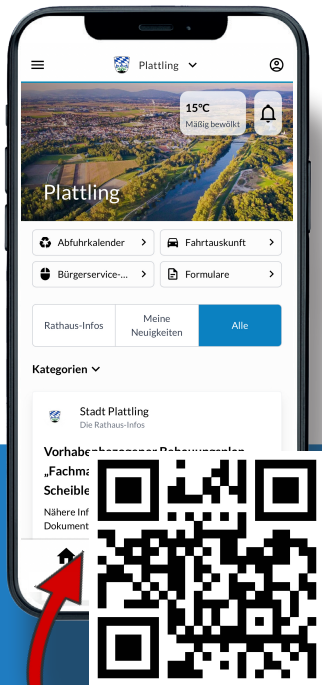 Plattling
15°C
Mäßig bewölkt
Plattling
Abfuhrkalender
Fahrtauskunft
Bürgerservice-...
Formulare
Rathaus-Infos
Meine
Neuigkeiten
Alle
Kategorien
Stadt Plattling
Die Rathaus-Infos
Vorhabenbezogener Bebauungsplan
„Fachma
Scheible
Nähere Inf
Dokument